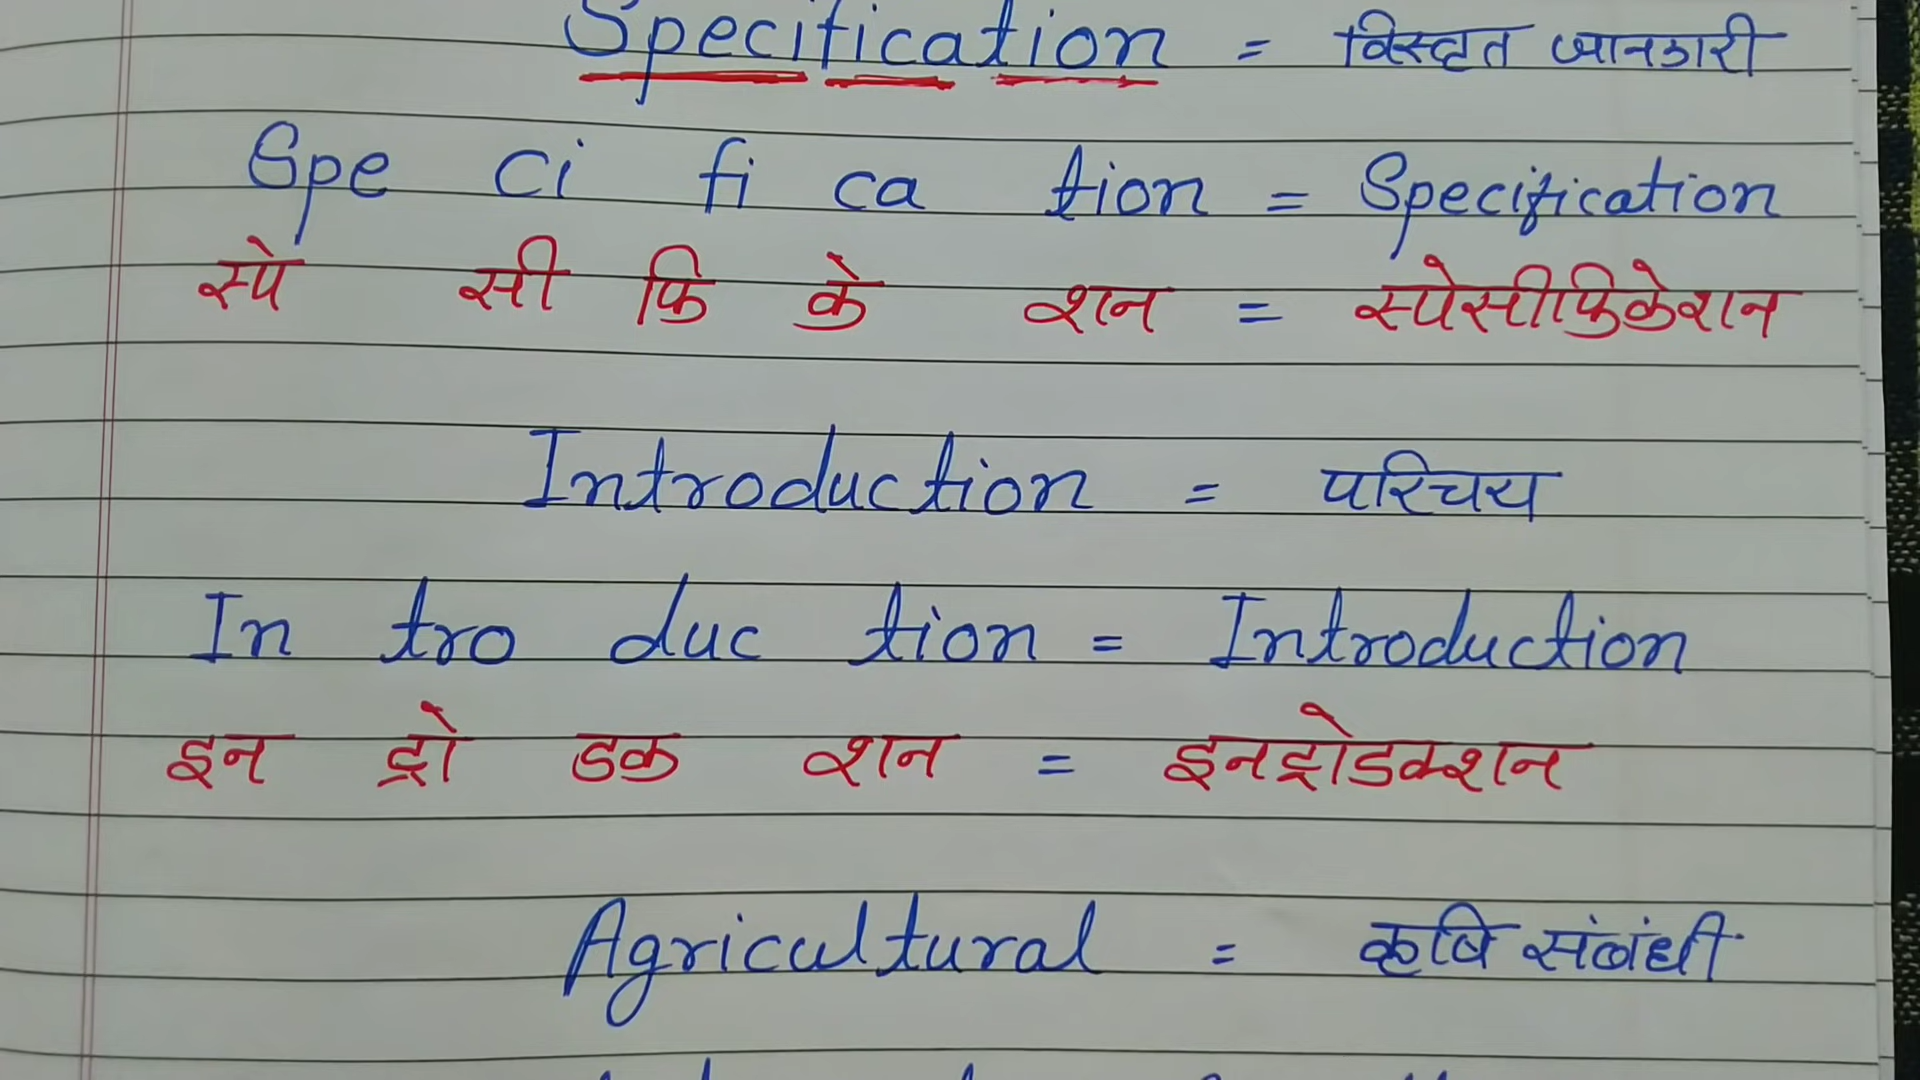 Specification = विस्तृत जानकारी
Spe ci fi ca tion = Specification
स्पे सी फि के शन = स्पेसीफिकेशन
Introduction = परिचय
In tro duc tion = Introduction
इन ट्रो डक शन = इनट्रोडक्शन
Agricultural = कृषि संबंधी